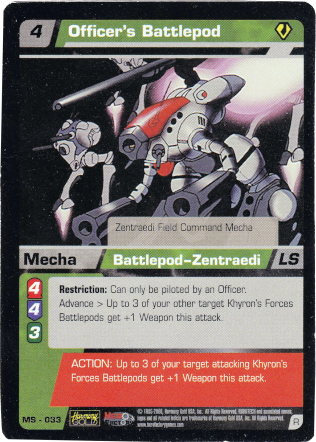 4 Officer's Battlepod
Zentraedi Field Command Mecha
Mecha Battlepod-Zentraedi LS
4
4
3
Restriction: Can only be piloted by an Officer.
Advance > Up to 3 of your other target Khyron's Forces
Battlepods get +1 Weapon this attack.
ACTION: Up to 3 of your target attacking Khyron's
Forces Battlepods get +1 Weapon this attack.
MS - 033
Harmony
GOLD
R